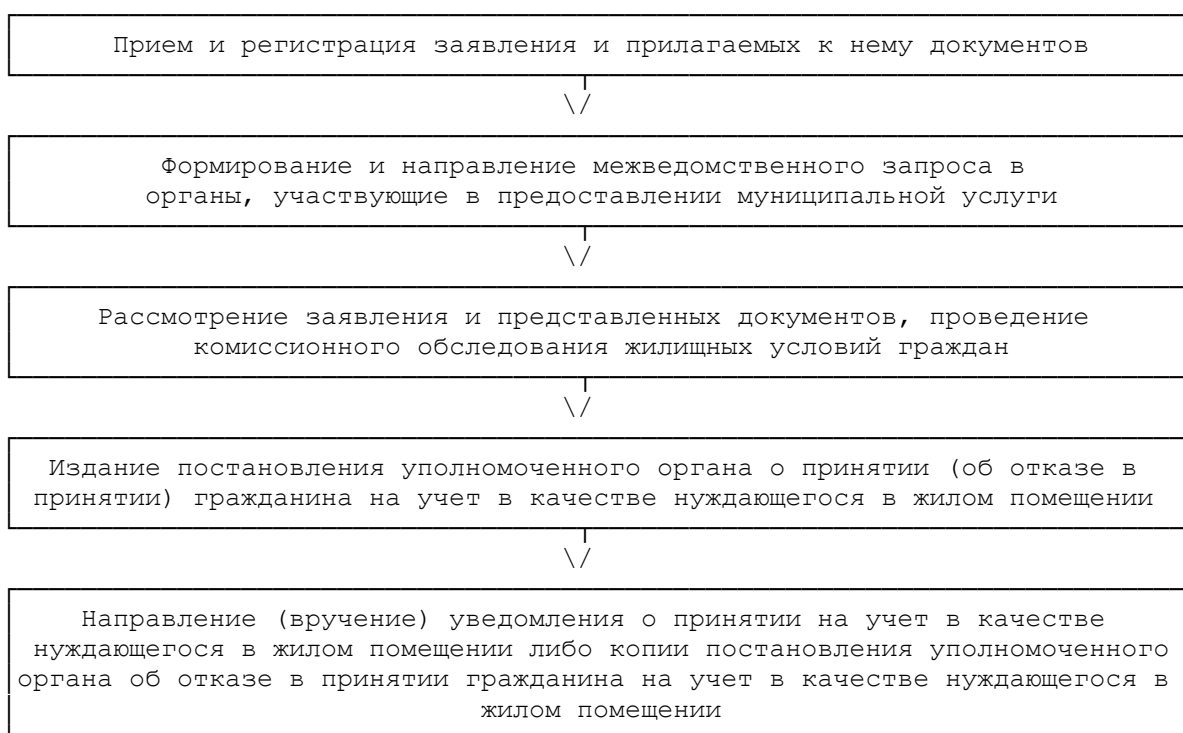 Прием и регистрация заявления и прилагаемых к нему документов
\/
Формирование и направление межведомственного запроса в
органы, участвующие в предоставлении муниципальной услуги
\/
Рассмотрение заявления и представленных документов, проведение
комиссионного обследования жилищных условий граждан
\/
Издание постановления уполномоченного органа о принятии (об отказе в
принятии) гражданина на учет в качестве нуждающегося в жилом помещении
\/
Направление (вручение) уведомления о принятии на учет в качестве
нуждающегося в жилом помещении либо копии постановления уполномоченного
органа об отказе в принятии гражданина на учет в качестве нуждающегося в
жилом помещении